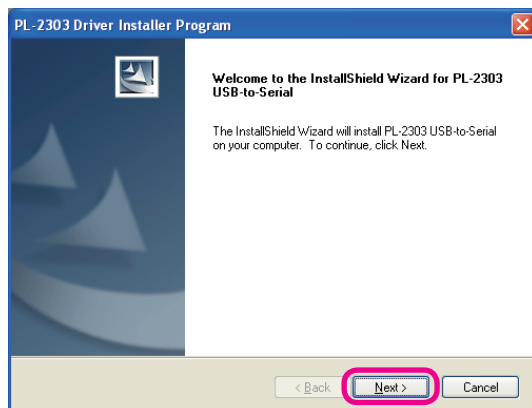 PL-2303 Driver Installer Program
Welcome to the InstallShield Wizard for PL-2303
USB-to-Serial
The InstallShield Wizard will install PL-2303 USB-to-Serial
on your computer. To continue, click Next.
< Back
Next >
Cancel